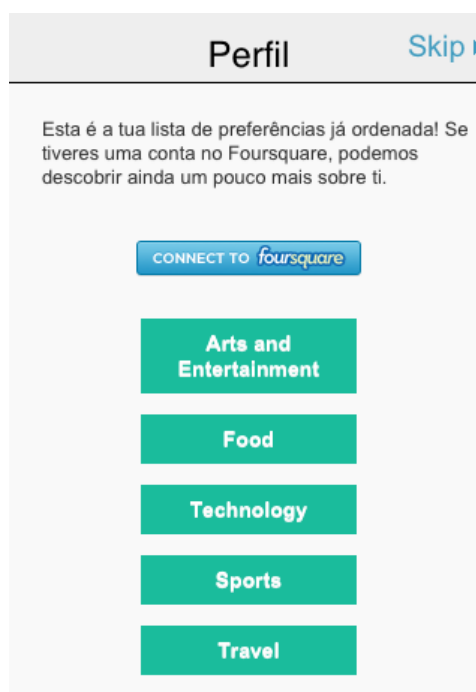 Perfil
Skip
Esta é a tua lista de preferências já ordenada! Se
tiveres uma conta no Foursquare, podemos
descobrir ainda um pouco mais sobre ti.
CONNECT TO foursquare
Arts and
Entertainment
Food
Technology
Sports
Travel